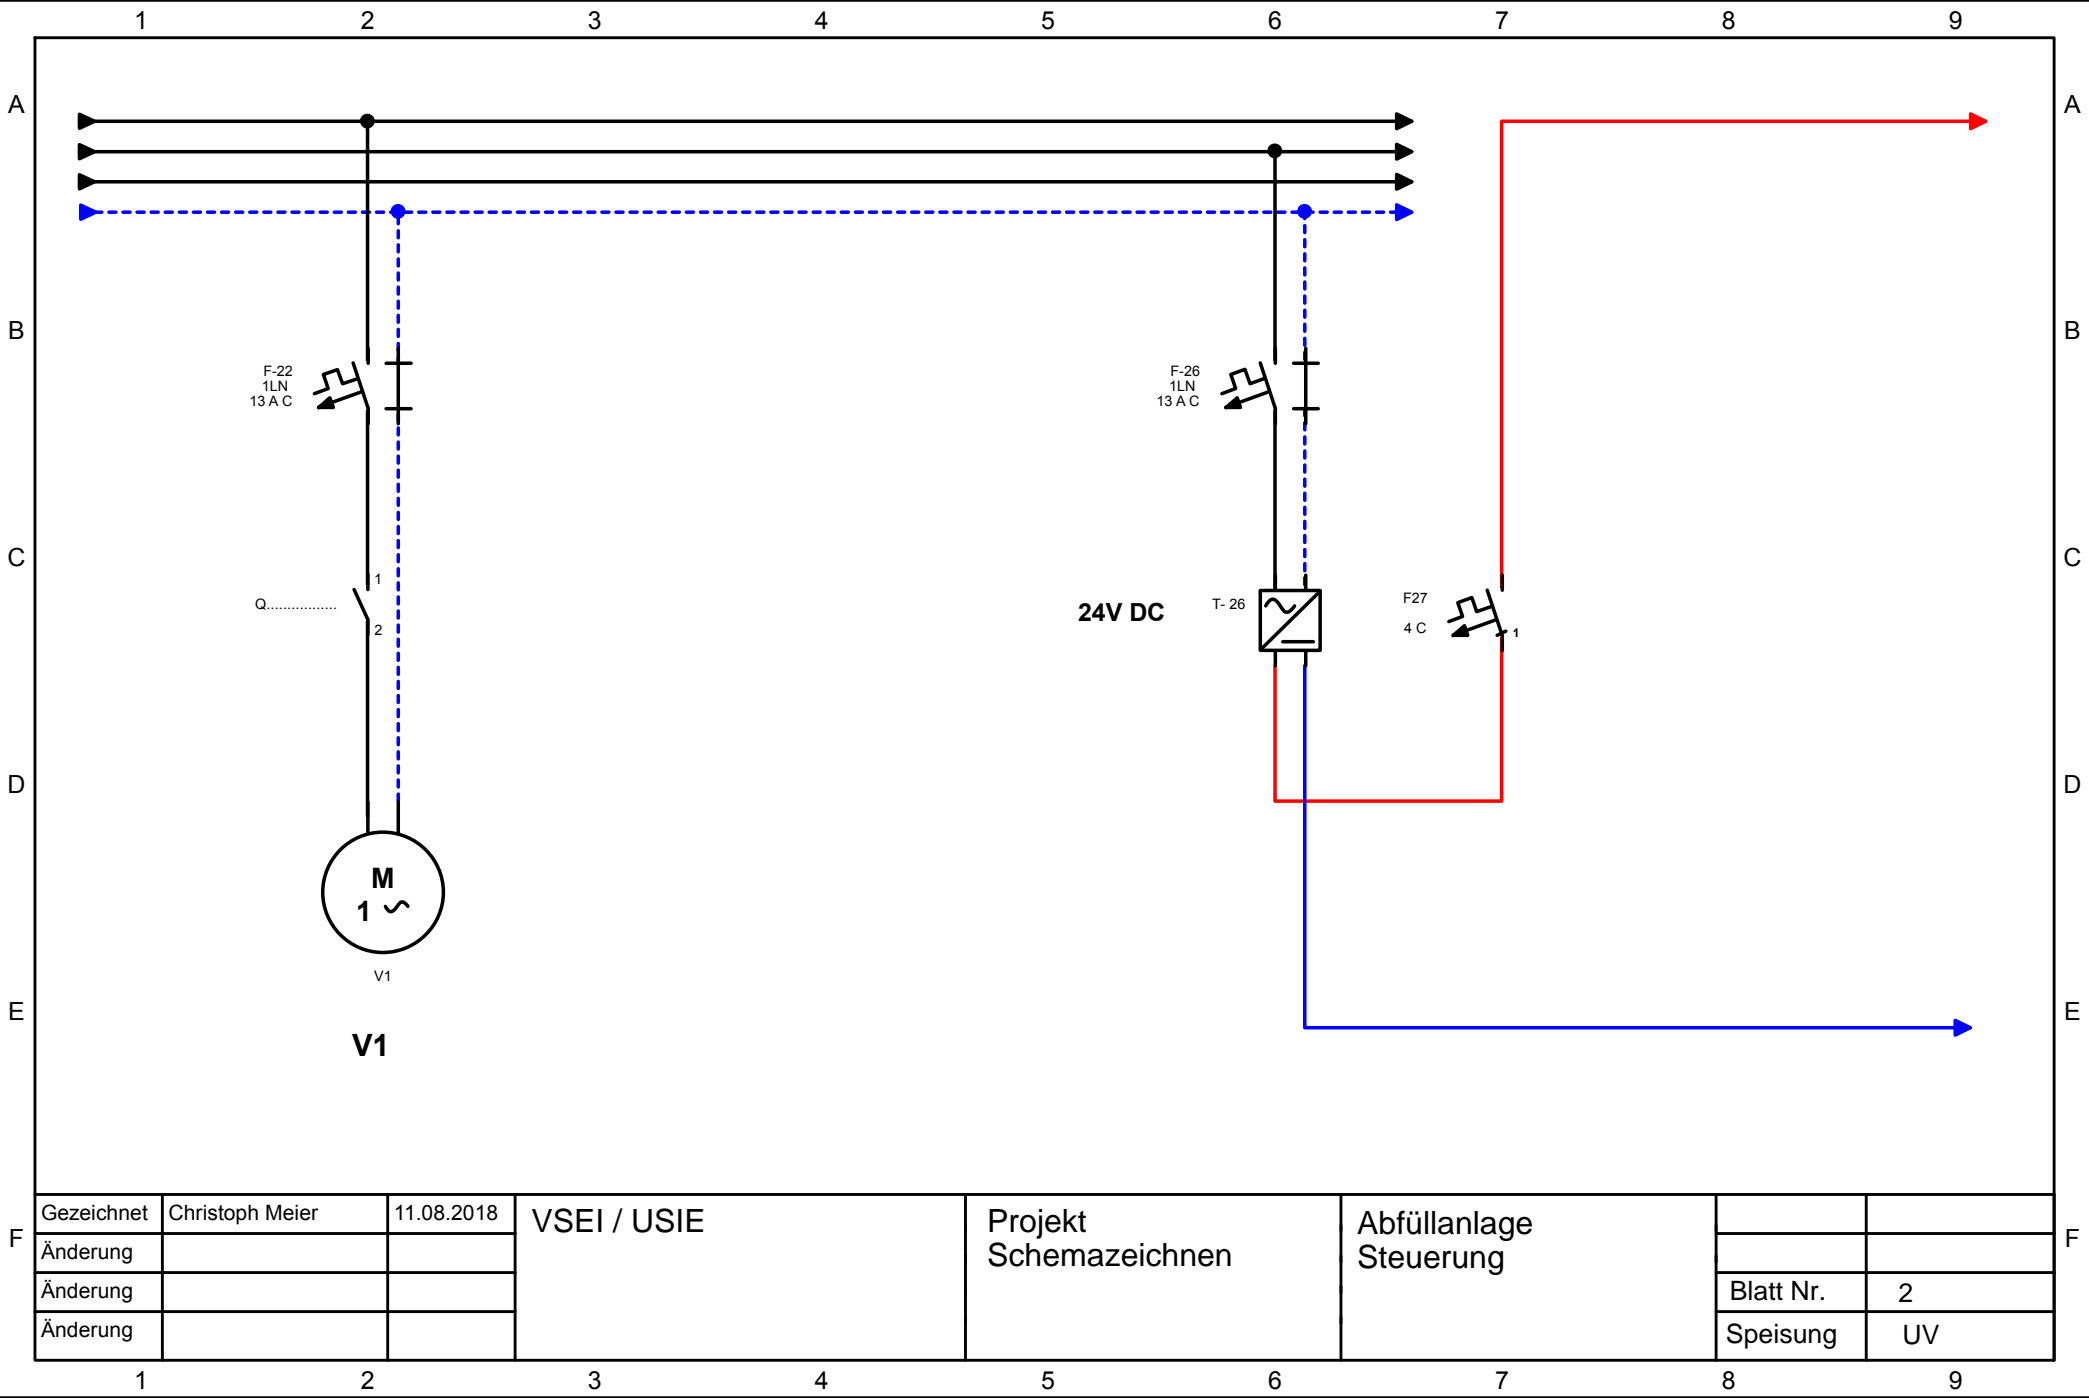 1 2 3 4 5 6 7 8 9
A A
B B
F-22
1LN
13 A C
F-26
1LN
13 A C
C C
1
Q.................
2
24V DC
T- 26
F27
4 C
1
D D
M
1
V1
E E
V1
F F
Gezeichnet Christoph Meier 11.08.2018
Änderung
Änderung
Änderung
VSEI / USIE
Projekt
Schemazeichnen
Abfüllanlage
Steuerung
Blatt Nr. 2
Speisung UV
1 2 3 4 5 6 7 8 9